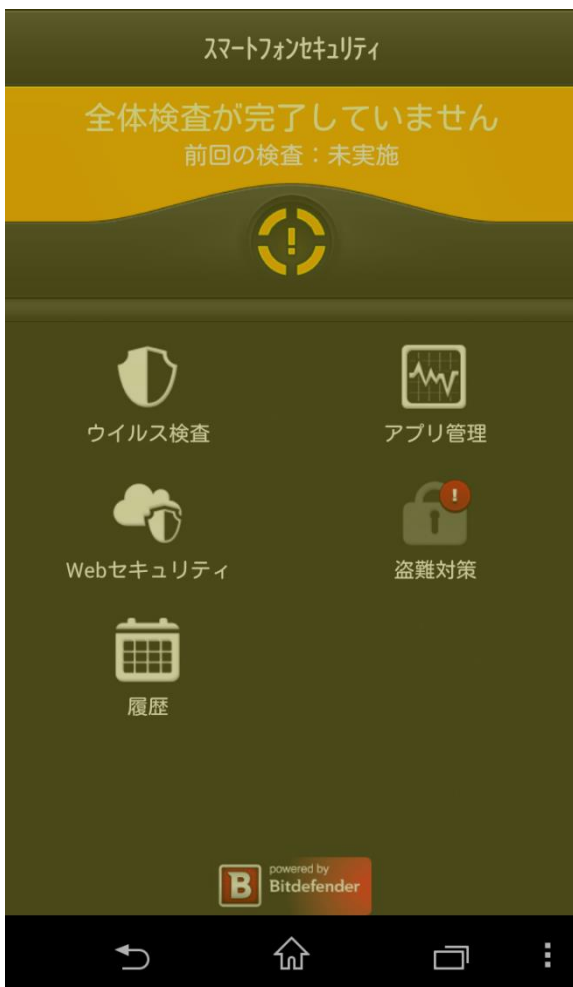 スマートフォンセキュリティ
全体検査が完了していません
前回の検査：未実施
ウイルス検査
アプリ管理
Webセキュリティ
盗難対策
履歴
B
powered by
Bitdefender